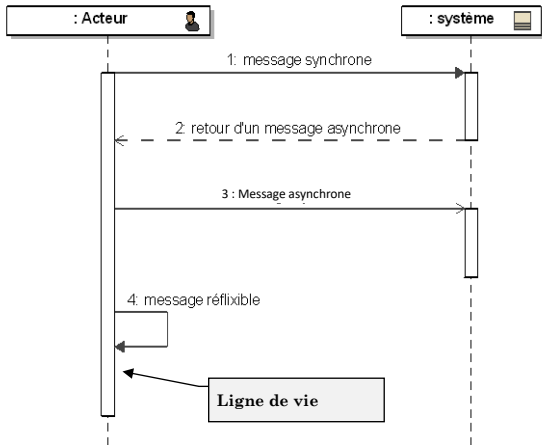 : Acteur
: système
1: message synchrone
2: retour d'un message asynchrone
3 : Message asynchrone
4: message réflixible
Ligne de vie